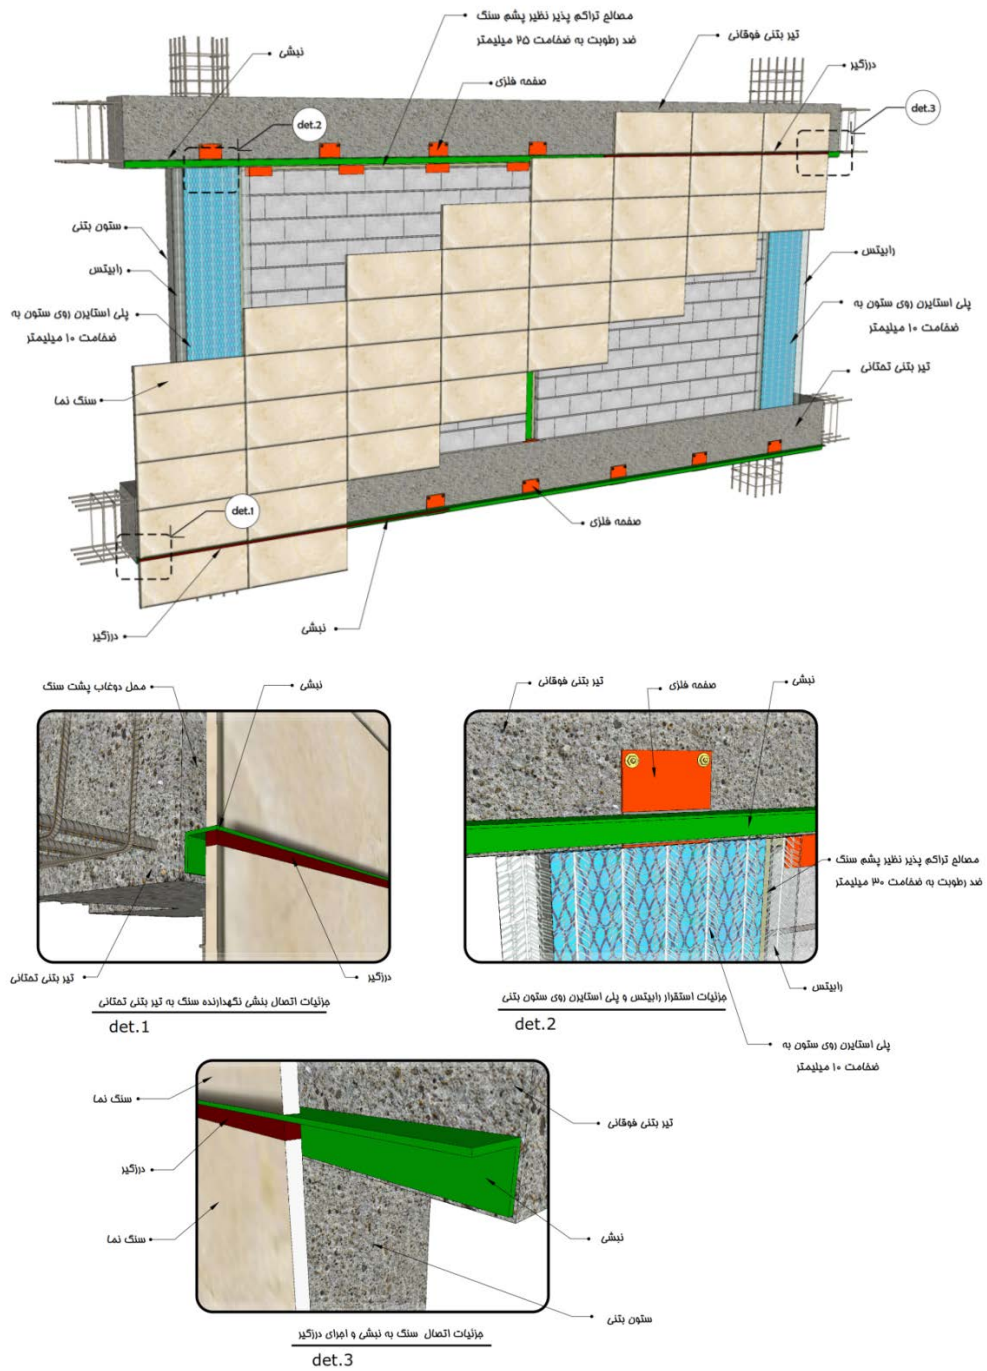 مصالح تراکم پذیر نظیر پشم سنگ
ضد رطوبت به ضخامت ۲۵ میلیمتر
تیر بتنی فوقانی
نبشی
درزگیر
صفحه فلزی
det.3
det.2
ستون بتنی
رابیتس
رابیتس
پلی استایرن روی ستون به
ضخامت ۱۰ میلیمتر
پلی استایرن روی ستون به
ضخامت ۱۰ میلیمتر
تیر بتنی تحتانی
سنگ نما
det.1
صفحه فلزی
نبشی
درزگیر
محل دوغاب پشت سنگ
نبشی
تیر بتنی تحتانی
درزگیر
جزئیات اتصال بنشی نگهدارنده سنگ به تیر بتنی تحتانی
det.1
تیر بتنی فوقانی
صفحه فلزی
نبشی
مصالح تراکم پذیر نظیر پشم سنگ
ضد رطوبت به ضخامت ۳۰ میلیمتر
رابیتس
جزئیات استقرار رابیتس و پلی استایرن روی ستون بتنی
det.2
پلی استایرن روی ستون به
ضخامت ۱۰ میلیمتر
سنگ نما
تیر بتنی فوقانی
درزگیر
سنگ نما
نبشی
ستون بتنی
جزئیات اتصال سنگ به نبشی و اجرای درزگیر
det.3